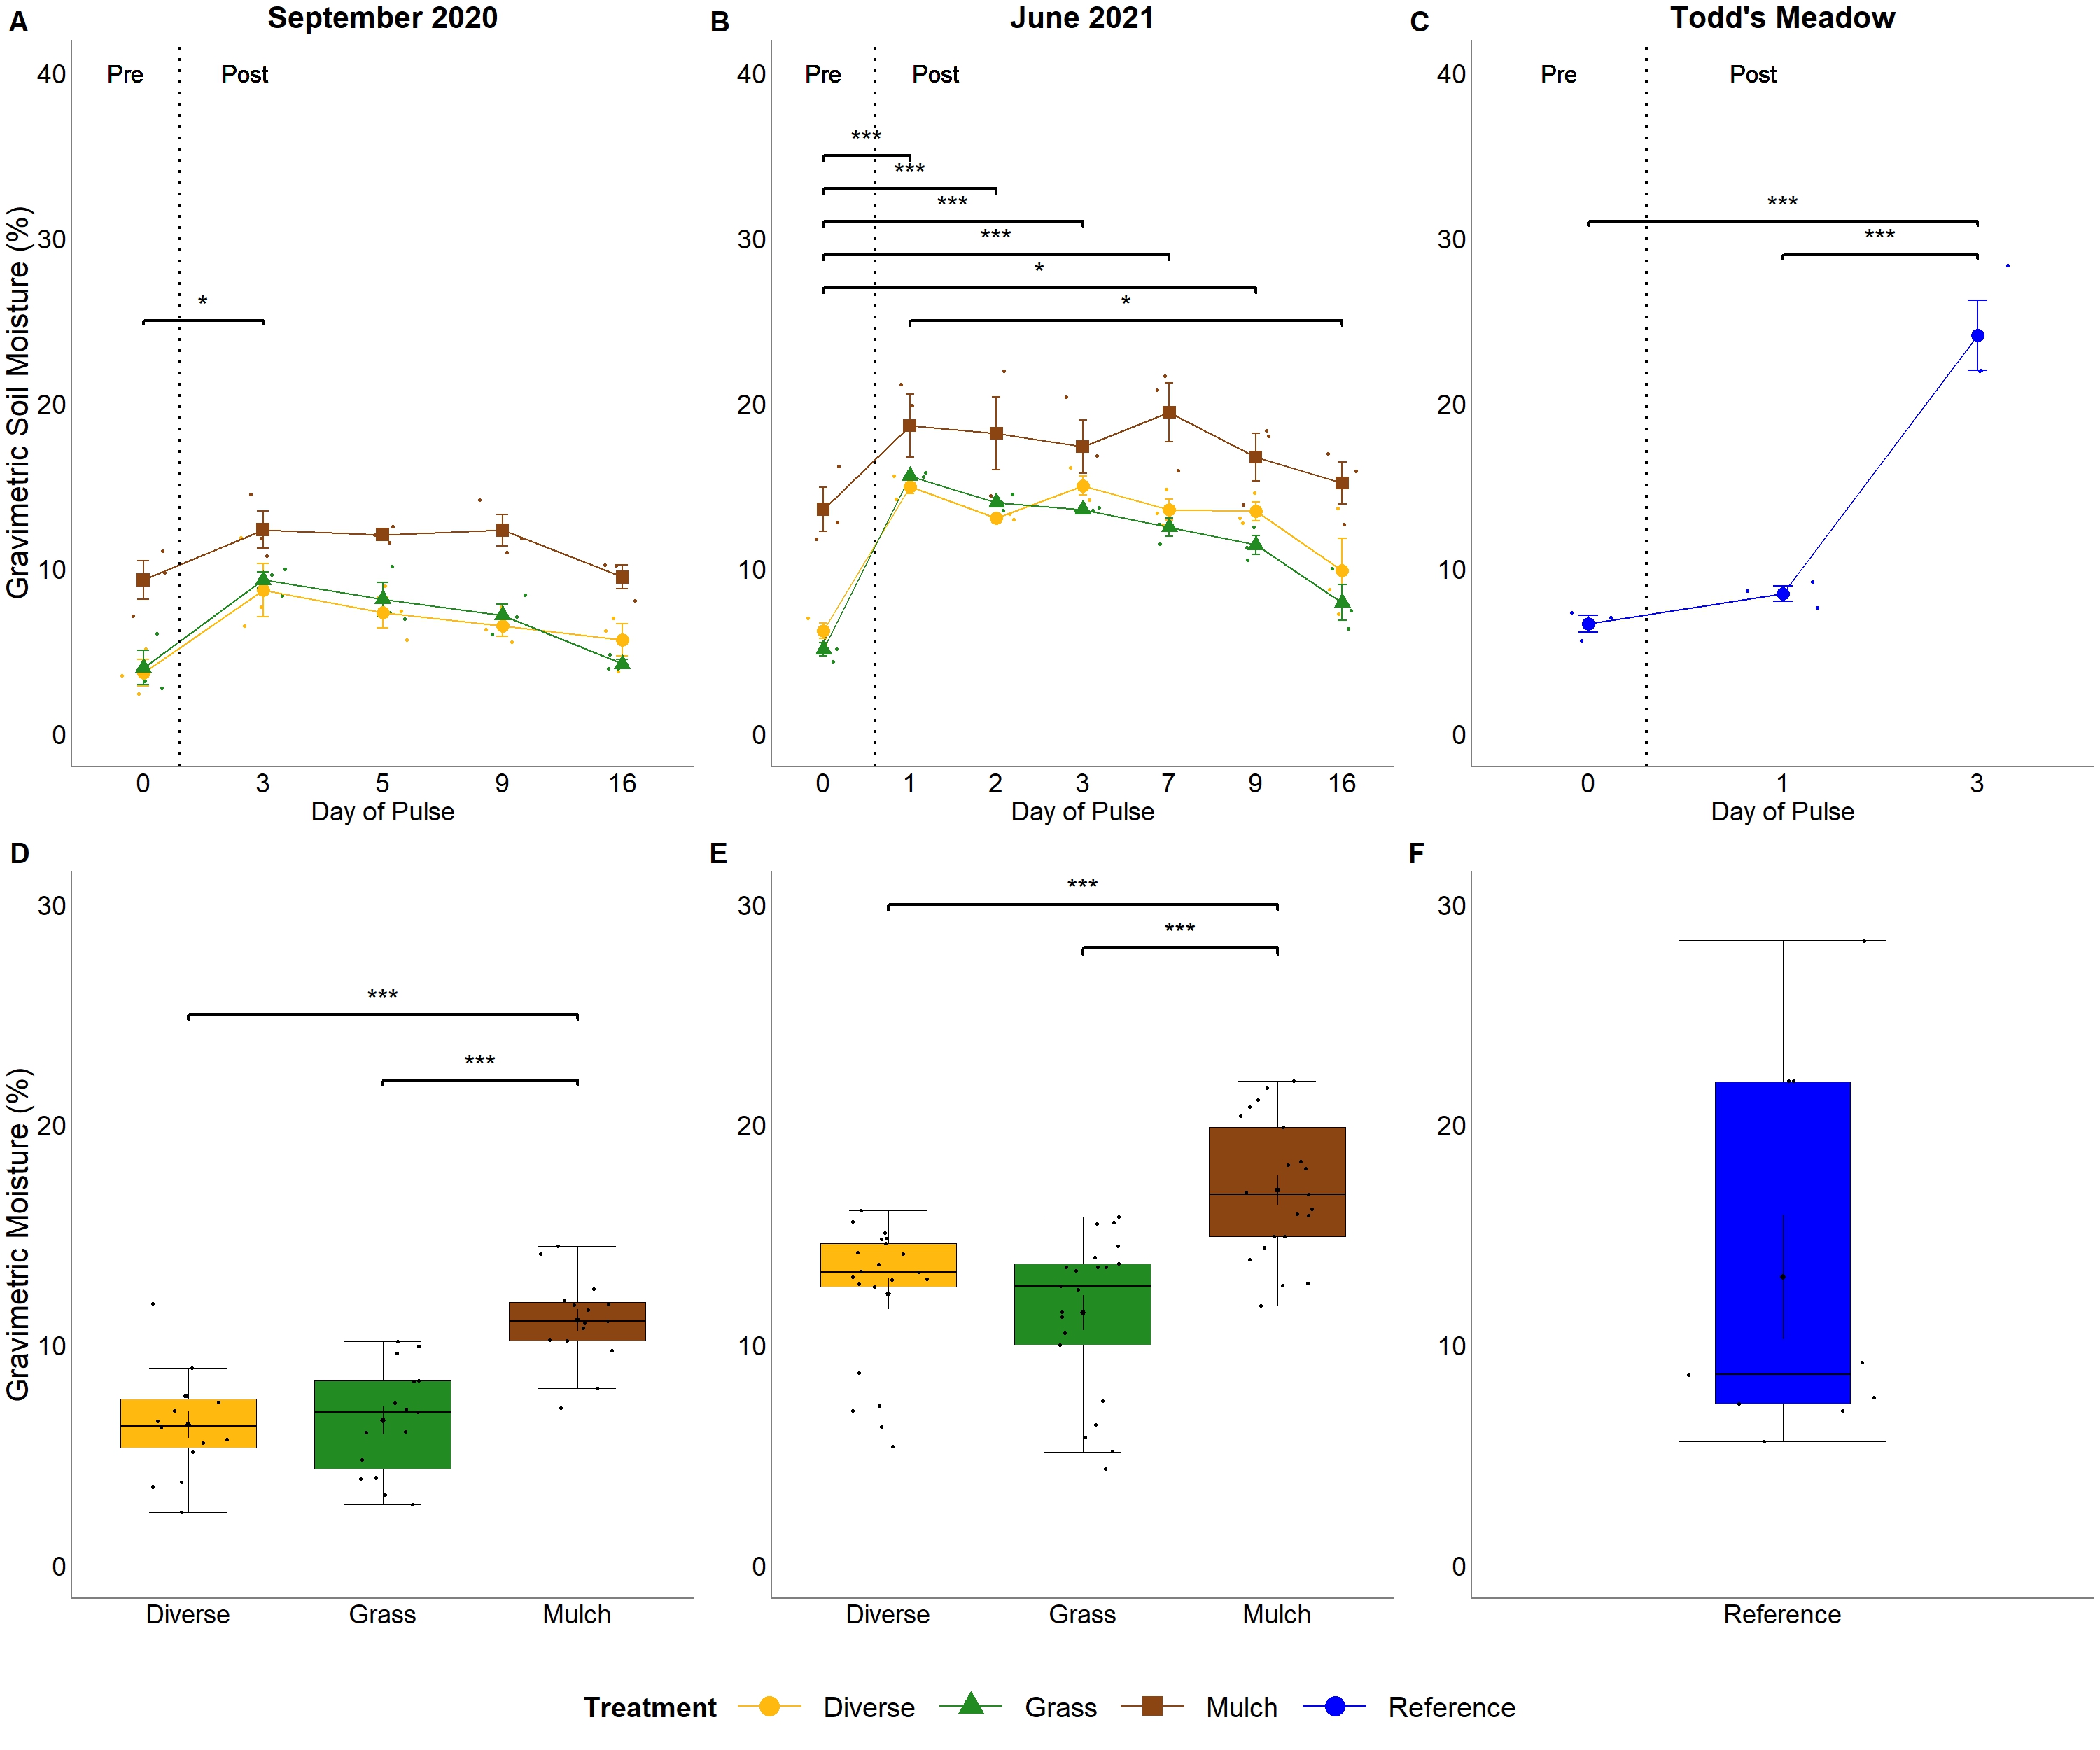 A September 2020 B June 2021 C Todd's Meadow
40 Pre Post 40 Pre Post 40 Pre Post
***
***
*** ***
30 *** 30 *** 30
*
* *
Gravimetric Soil Moisture (%)
20 20 20
10 10 10
0 0 0
0 3 5 9 16 0 1 2 3 7 9 16 0 1 3
Day of Pulse Day of Pulse Day of Pulse
D E F
***
30 30 30
***
***
***
Gravimetric Moisture (%)
20 20 20
10 10 10
0 0 0
Diverse Grass Mulch Diverse Grass Mulch Reference
Treatment Diverse Grass Mulch Reference